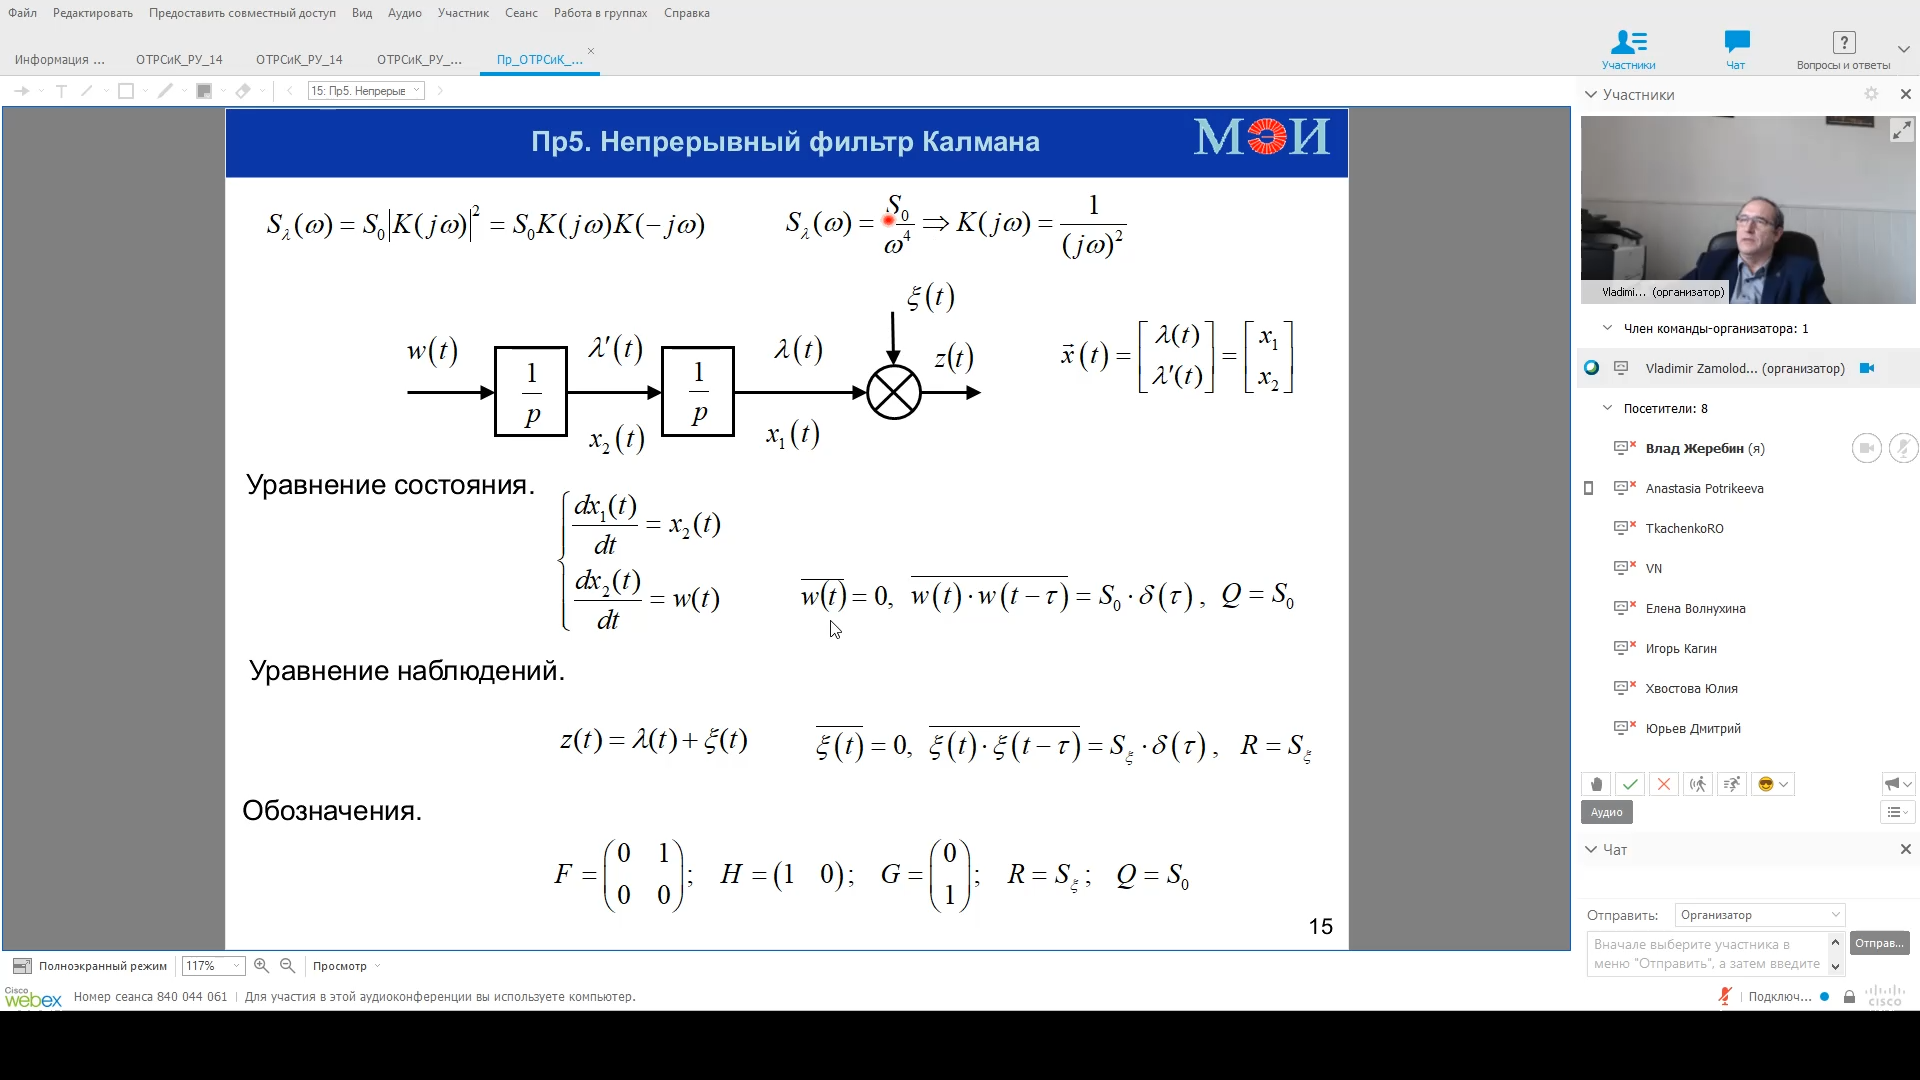 Файл Редактировать Предоставить совместный доступ Вид Аудио Участник Сеанс Работа в группах Справка
Информация ... ОТРСиК_РУ_14 ОТРСиК_РУ_14 ОТРСиК_РУ_... Пр_ОТРСиК_...
Участники Чат Вопросы и ответы
15: Пр5. Непрерыв
Участники
Пр5. Непрерывный фильтр Калмана МЭИ
S_λ(ω) = S_0|K(jω)|^2 = S_0K(jω)K(−jω) S_λ(ω) = S_0/ω^4 ⇒ K(jω) = 1/(jω)^2
ξ(t)
w(t) 1/p λ′(t) 1/p λ(t) z(t)
x⃗(t) = [λ(t) λ′(t)] = [x_1 x_2]
x_2(t) x_1(t)
Уравнение состояния.
dx_1(t)/dt = x_2(t)
dx_2(t)/dt = w(t)
w(t) = 0, w(t)·w(t−τ) = S_0·δ(τ), Q = S_0
Уравнение наблюдений.
z(t) = λ(t) + ξ(t) ξ(t) = 0, ξ(t)·ξ(t−τ) = S_ξ·δ(τ), R = S_ξ
Обозначения.
F = (0 1 0 0); H = (1 0); G = (0 1); R = S_ξ; Q = S_0
15
Vladimi... (организатор)
Член команды-организатора: 1
Vladimir Zamolod... (организатор)
Посетители: 8
Влад Жеребин (я)
Anastasia Potrikeeva
TkachenkoRO
VN
Елена Волнухина
Игорь Кагин
Хвостова Юлия
Юрьев Дмитрий
Аудио
Чат
Отправить: Организатор
Вначале выберите участника в
меню "Отправить", а затем введите
Отправ...
Полноэкранный режим 117% Просмотр
Cisco webex Номер сеанса 840 044 061 Для участия в этой аудиоконференции вы используете компьютер.
Подключ... cisco